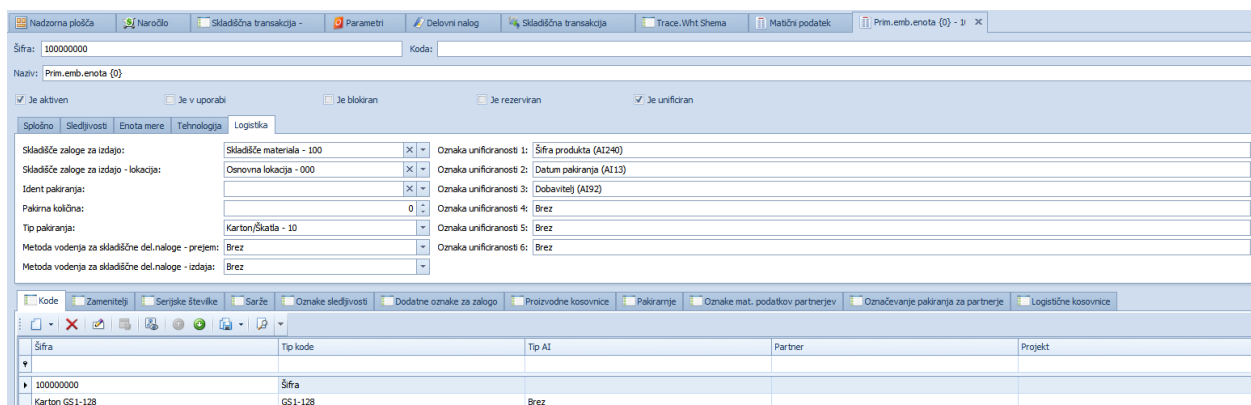 Nadzorna plošča Naročilo Skladiščna transakcija - Parametri Delovni nalog Skladiščna transakcija Trace.Wht Shema Matični podatek Prim.emb.enota {0} - 1
Šifra: 100000000 Koda:
Naziv: Prim.emb.enota {0}
Je aktiven Je v uporabi Je blokiran Je rezerviran Je unificiran
Splošno Sledljivosti Enota mere Tehnologija Logistika
Skladišče zaloge za izdajo: Skladišče materiala - 100 Oznaka unificiranosti 1: Šifra produkta (AI240)
Skladišče zaloge za izdajo - lokacija: Osnovna lokacija - 000 Oznaka unificiranosti 2: Datum pakiranja (AI13)
Ident pakiranja: Oznaka unificiranosti 3: Dobavitelj (AI92)
Pakirna količina: 0 Oznaka unificiranosti 4: Brez
Tip pakiranja: Karton/Škatla - 10 Oznaka unificiranosti 5: Brez
Metoda vodenja za skladiščne del.naloge - prejem: Brez Oznaka unificiranosti 6: Brez
Metoda vodenja za skladiščne del.naloge - izdaja: Brez
Kode Zamenitelji Serijske številke Sarže Oznake sledljivosti Dodatne oznake za zalogo Proizvodne kosovnice Pakirarnje Oznake mat. podatkov partnerjev Označevanje pakiranja za partnerje Logistične kosovnice
Šifra Tip kode Tip AI Partner Projekt
100000000 Šifra
Karton GS1-128 GS1-128 Brez